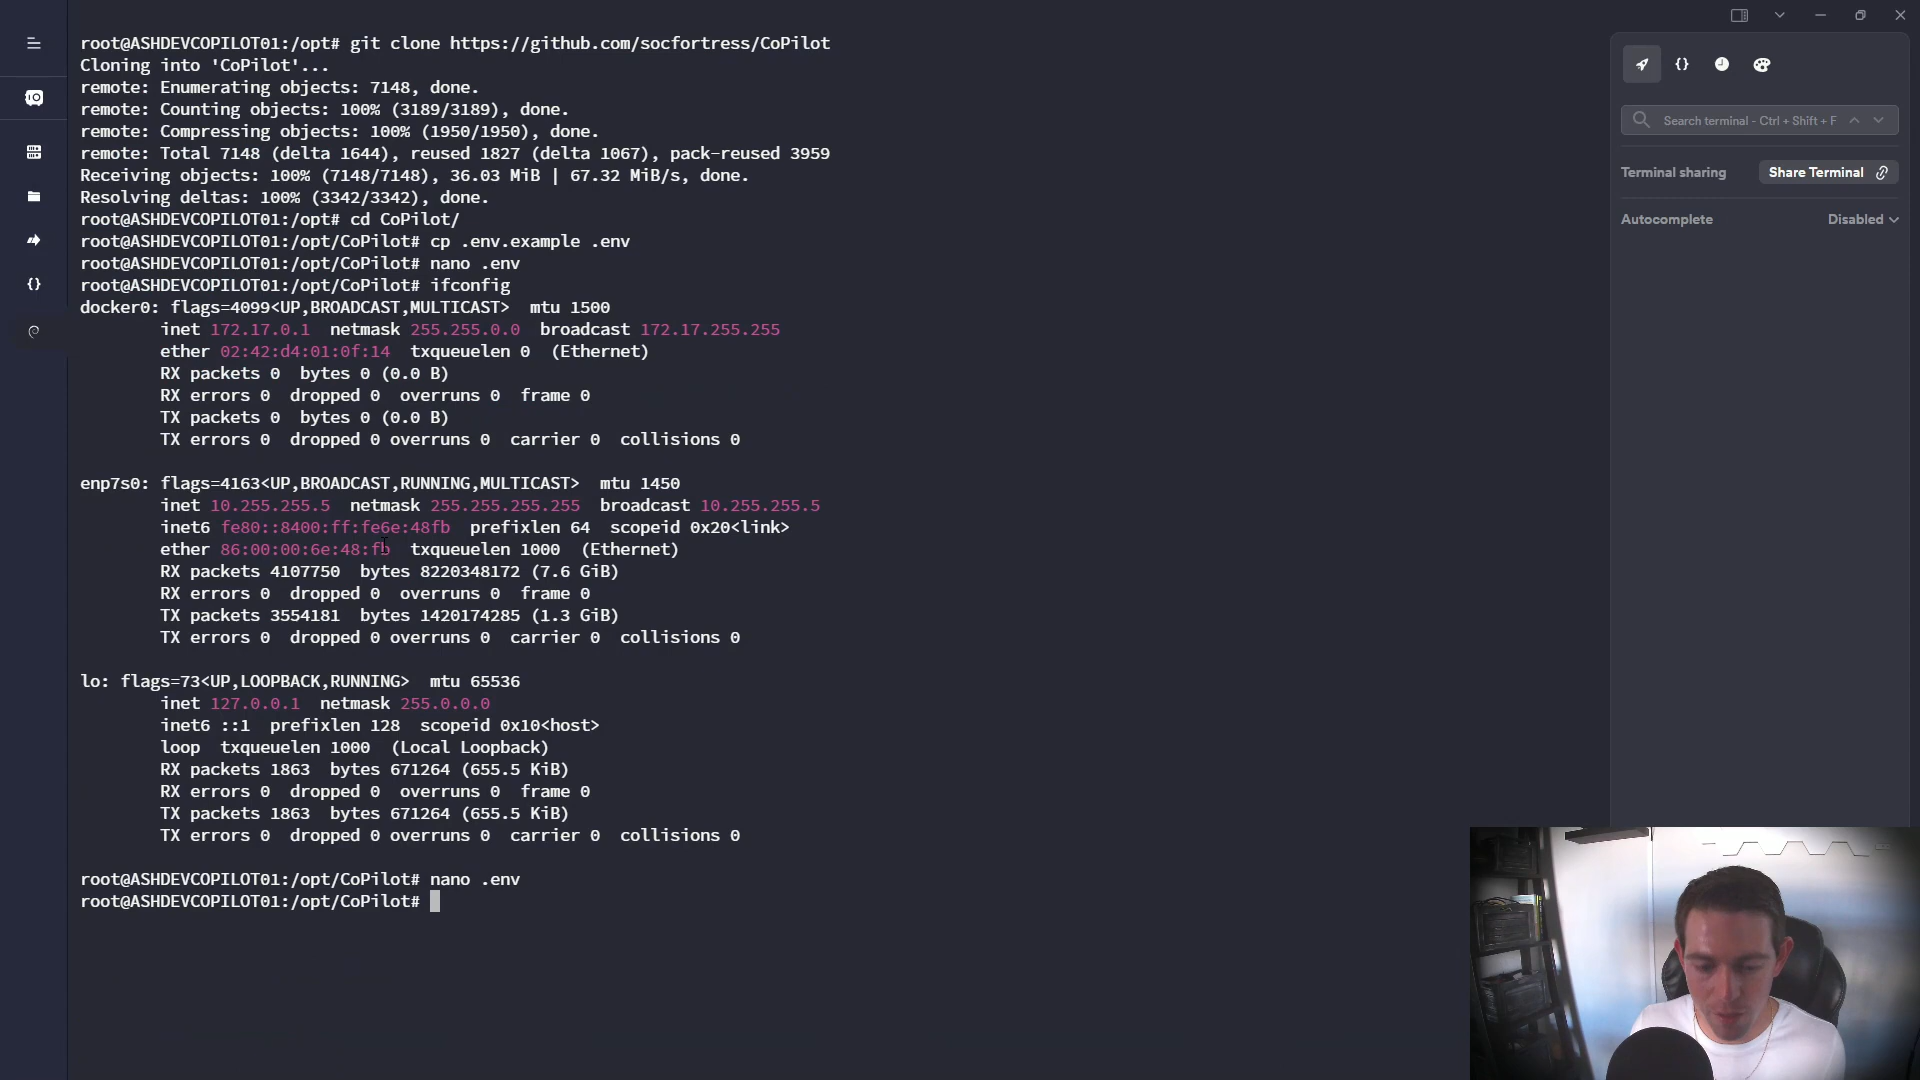 root@ASHDEVCOPILOT01:/opt# git clone https://github.com/socfortress/CoPilot
Cloning into 'CoPilot'...
remote: Enumerating objects: 7148, done.
remote: Counting objects: 100% (3189/3189), done.
remote: Compressing objects: 100% (1950/1950), done.
remote: Total 7148 (delta 1644), reused 1827 (delta 1067), pack-reused 3959
Receiving objects: 100% (7148/7148), 36.03 MiB | 67.32 MiB/s, done.
Resolving deltas: 100% (3342/3342), done.
root@ASHDEVCOPILOT01:/opt# cd CoPilot/
root@ASHDEVCOPILOT01:/opt/CoPilot# cp .env.example .env
root@ASHDEVCOPILOT01:/opt/CoPilot# nano .env
root@ASHDEVCOPILOT01:/opt/CoPilot# ifconfig
docker0: flags=4099<UP,BROADCAST,MULTICAST>  mtu 1500
inet 172.17.0.1  netmask 255.255.0.0  broadcast 172.17.255.255
ether 02:42:d4:01:0f:14  txqueuelen 0  (Ethernet)
RX packets 0  bytes 0 (0.0 B)
RX errors 0  dropped 0  overruns 0  frame 0
TX packets 0  bytes 0 (0.0 B)
TX errors 0  dropped 0 overruns 0  carrier 0  collisions 0
enp7s0: flags=4163<UP,BROADCAST,RUNNING,MULTICAST>  mtu 1450
inet 10.255.255.5  netmask 255.255.255.255  broadcast 10.255.255.5
inet6 fe80::8400:ff:fe6e:48fb  prefixlen 64  scopeid 0x20<link>
ether 86:00:00:6e:48:fb  txqueuelen 1000  (Ethernet)
RX packets 4107750  bytes 8220348172 (7.6 GiB)
RX errors 0  dropped 0  overruns 0  frame 0
TX packets 3554181  bytes 1420174285 (1.3 GiB)
TX errors 0  dropped 0 overruns 0  carrier 0  collisions 0
lo: flags=73<UP,LOOPBACK,RUNNING>  mtu 65536
inet 127.0.0.1  netmask 255.0.0.0
inet6 ::1  prefixlen 128  scopeid 0x10<host>
loop  txqueuelen 1000  (Local Loopback)
RX packets 1863  bytes 671264 (655.5 KiB)
RX errors 0  dropped 0  overruns 0  frame 0
TX packets 1863  bytes 671264 (655.5 KiB)
TX errors 0  dropped 0 overruns 0  carrier 0  collisions 0
root@ASHDEVCOPILOT01:/opt/CoPilot# nano .env
root@ASHDEVCOPILOT01:/opt/CoPilot#
Search terminal - Ctrl + Shift + F
Terminal sharing
Share Terminal
Autocomplete
Disabled